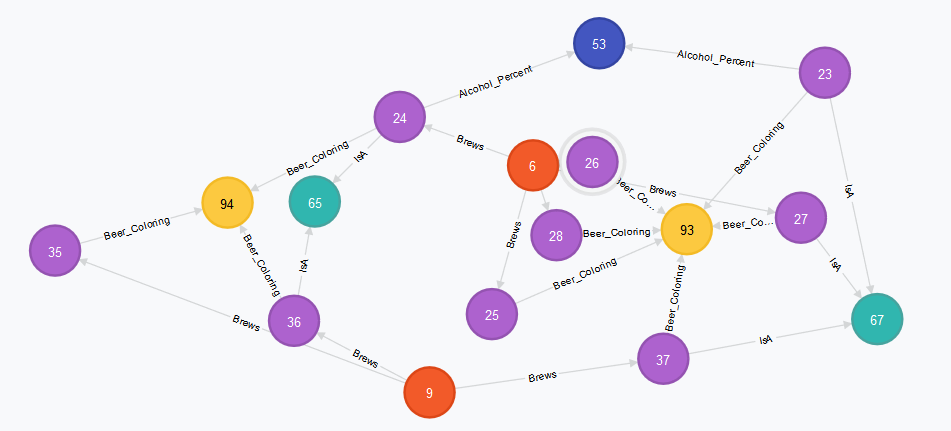 53
Alcohol_Percent
23
Alcohol_Percent
24
Brews
Beer_Coloring
IsA
6
26
Beer_Coloring
94
65
Beer_Co...
Brews
IsA
35
Beer_Coloring
Brews
28
Beer_Coloring
93
Beer_Co...
27
Beer_Coloring
IsA
Beer_Coloring
IsA
Brews
36
25
Beer_Coloring
67
Brews
37
IsA
9
Brews